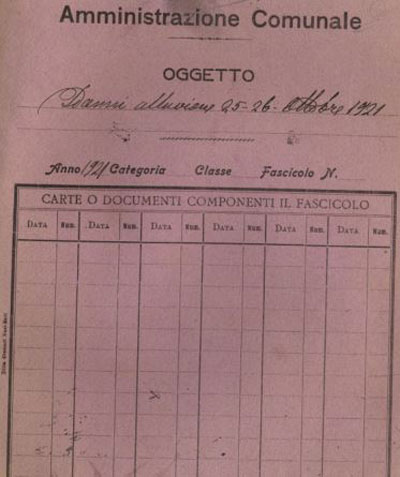 Amministrazione Comunale
OGGETTO
Danni alluvione 25-26- Ottobre 1921
Anno 1921 Categoria Classe Fascicolo N.
CARTE O DOCUMENTI COMPONENTI IL FASCICOLO
DATA Num. DATA Num. DATA Num. DATA Num. DATA Num. DATA Num.